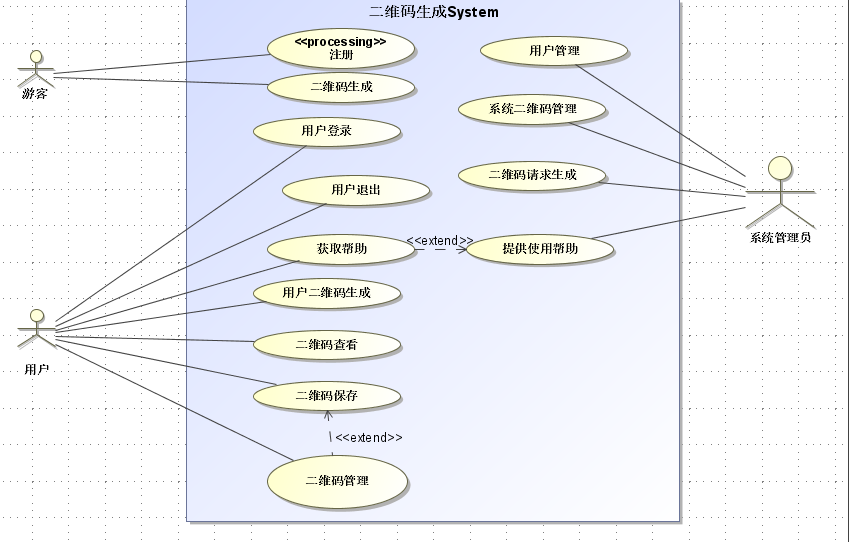 二维码生成System
<<processing>>
注册
用户管理
二维码生成
系统二维码管理
游客
用户登录
二维码请求生成
用户退出
系统管理员
<<extend>>
获取帮助
提供使用帮助
用户二维码生成
二维码查看
用户
二维码保存
<<extend>>
二维码管理